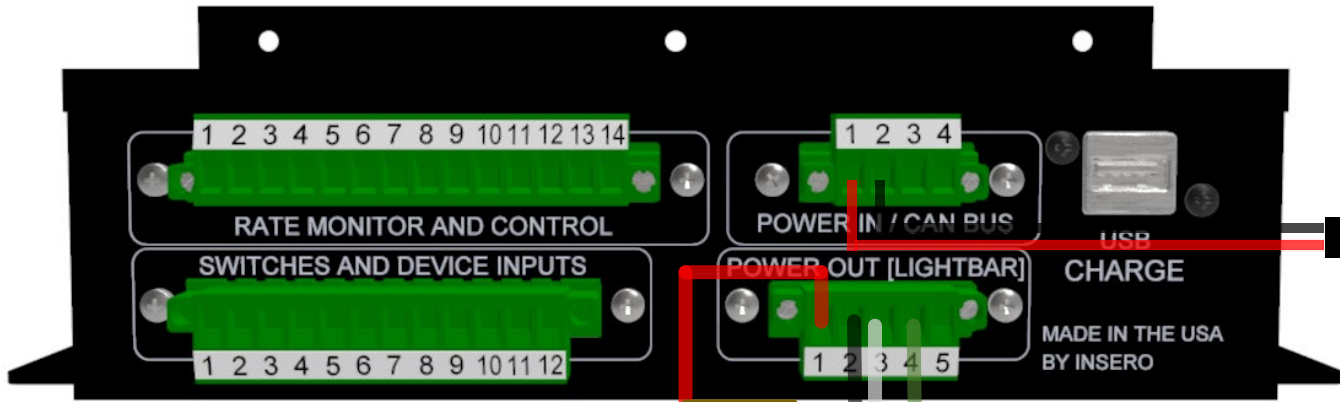 1 2 3 4 5 6 7 8 9 10 11 12 13 14
RATE MONITOR AND CONTROL
1 2 3 4
POWER IN / CAN BUS
USB
CHARGE
SWITCHES AND DEVICE INPUTS
1 2 3 4 5 6 7 8 9 10 11 12
POWER OUT [LIGHTBAR]
1 2 3 4 5
MADE IN THE USA
BY INSERO